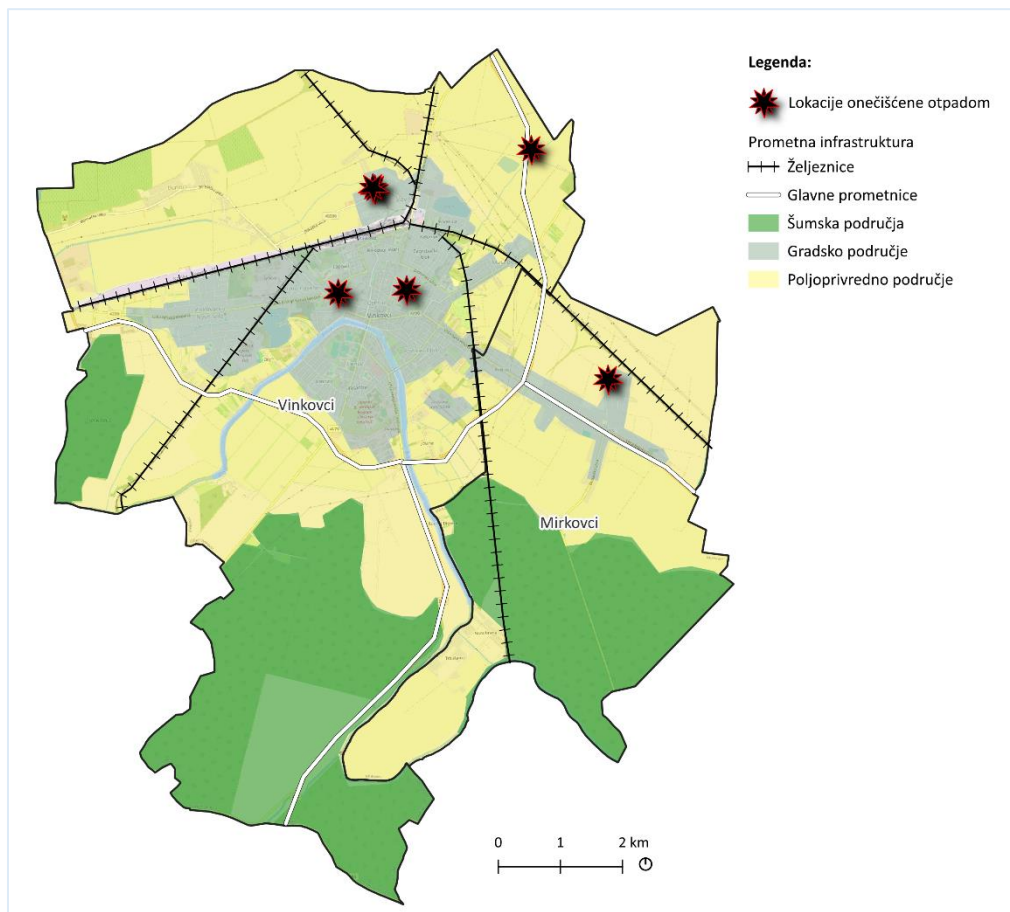 Legenda:
Lokacije onečišćene otpadom
Prometna infrastruktura
Željeznice
Glavne prometnice
Šumska područja
Gradsko područje
Poljoprivredno područje
Vinkovci
Mirkovci
0 1 2 km